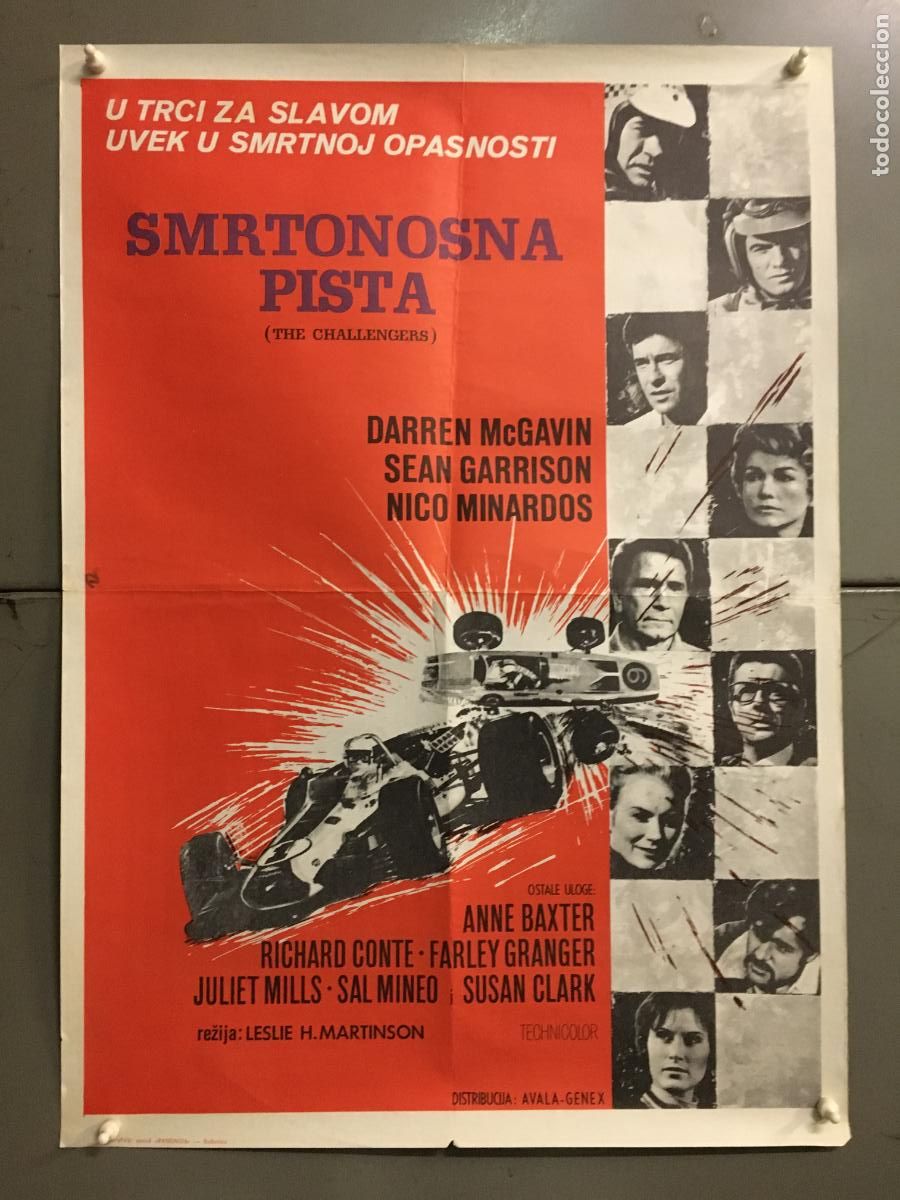 U TRCI ZA SLAVOM
UVEK U SMRTNOJ OPASNOSTI
SMRTONOSNA
PISTA
(THE CHALLENGERS)
DARREN McGAVIN
SEAN GARRISON
NICO MINARDOS
9
OSTALE ULOGE:
ANNE BAXTER
RICHARD CONTE · FARLEY GRANGER
JULIET MILLS · SAL MINEO i SUSAN CLARK
režija: LESLIE H. MARTINSON
TECHNICOLOR
DISTRIBUCIJA: AVALA-GENEX
todocoleccion